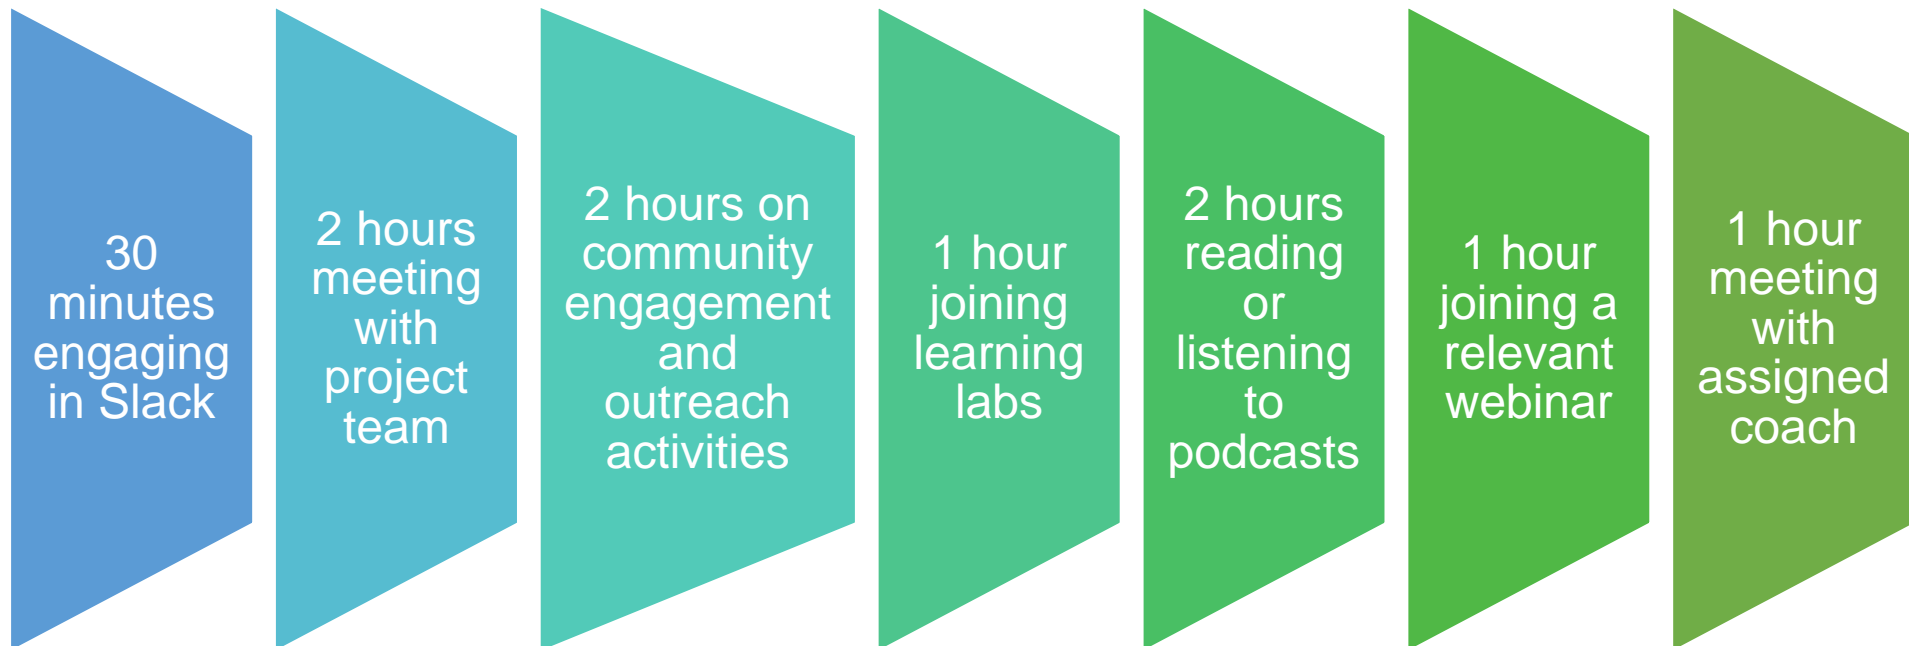 30
minutes
engaging
in Slack
2 hours
meeting
with
project
team
2 hours on
community
engagement
and
outreach
activities
1 hour
joining
learning
labs
2 hours
reading
or
listening
to
podcasts
1 hour
joining a
relevant
webinar
1 hour
meeting
with
assigned
coach